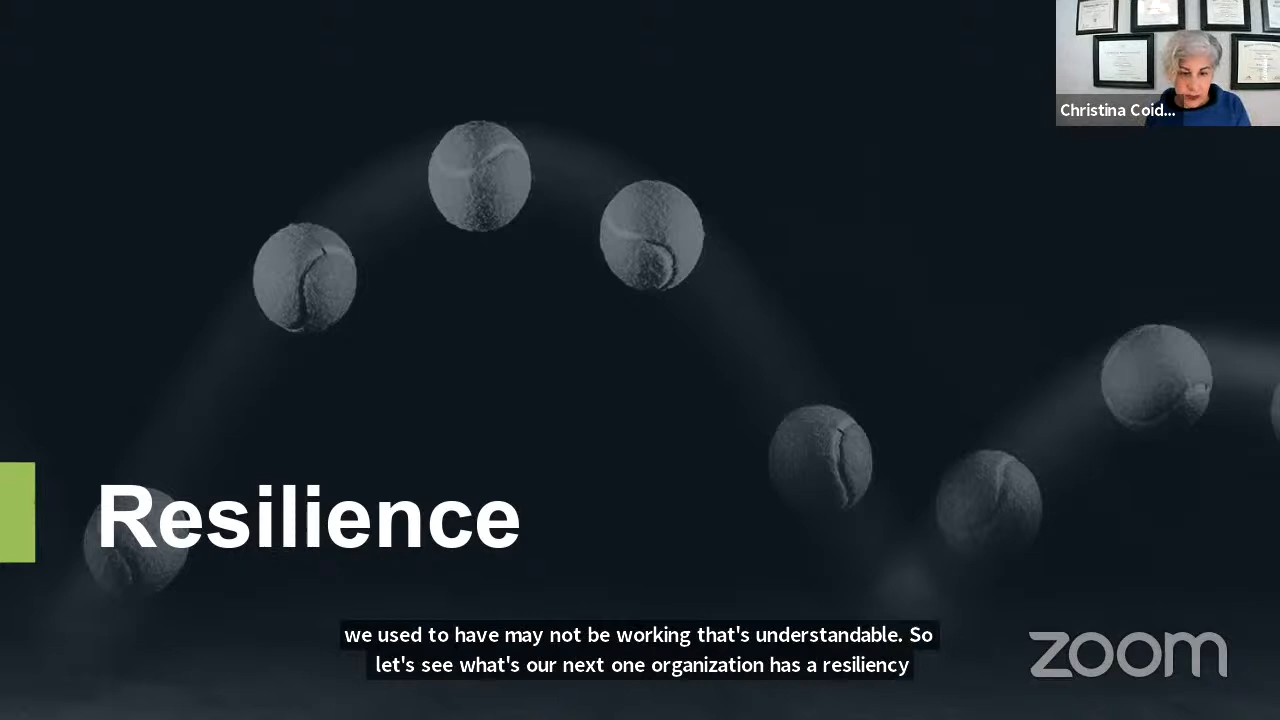 Christina Coid...
Resilience
we used to have may not be working that's understandable. So
let's see what's our next one organization has a resiliency
zoom